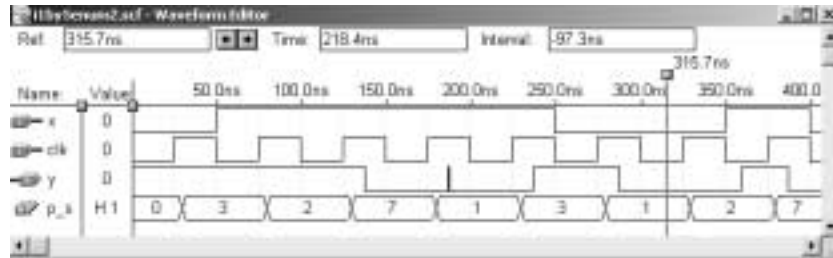 - Waveform Editor
Ref: 315.7ns Time: 218.4ns Interval: -97.3ns
315.7ns
Name: Value: 50.0ns 100.0ns 150.0ns 200.0ns 250.0ns 300.0ns 350.0ns 400.0
x 0
clk 0
y 0
p_s H 1 0 3 2 7 1 3 1 2 7